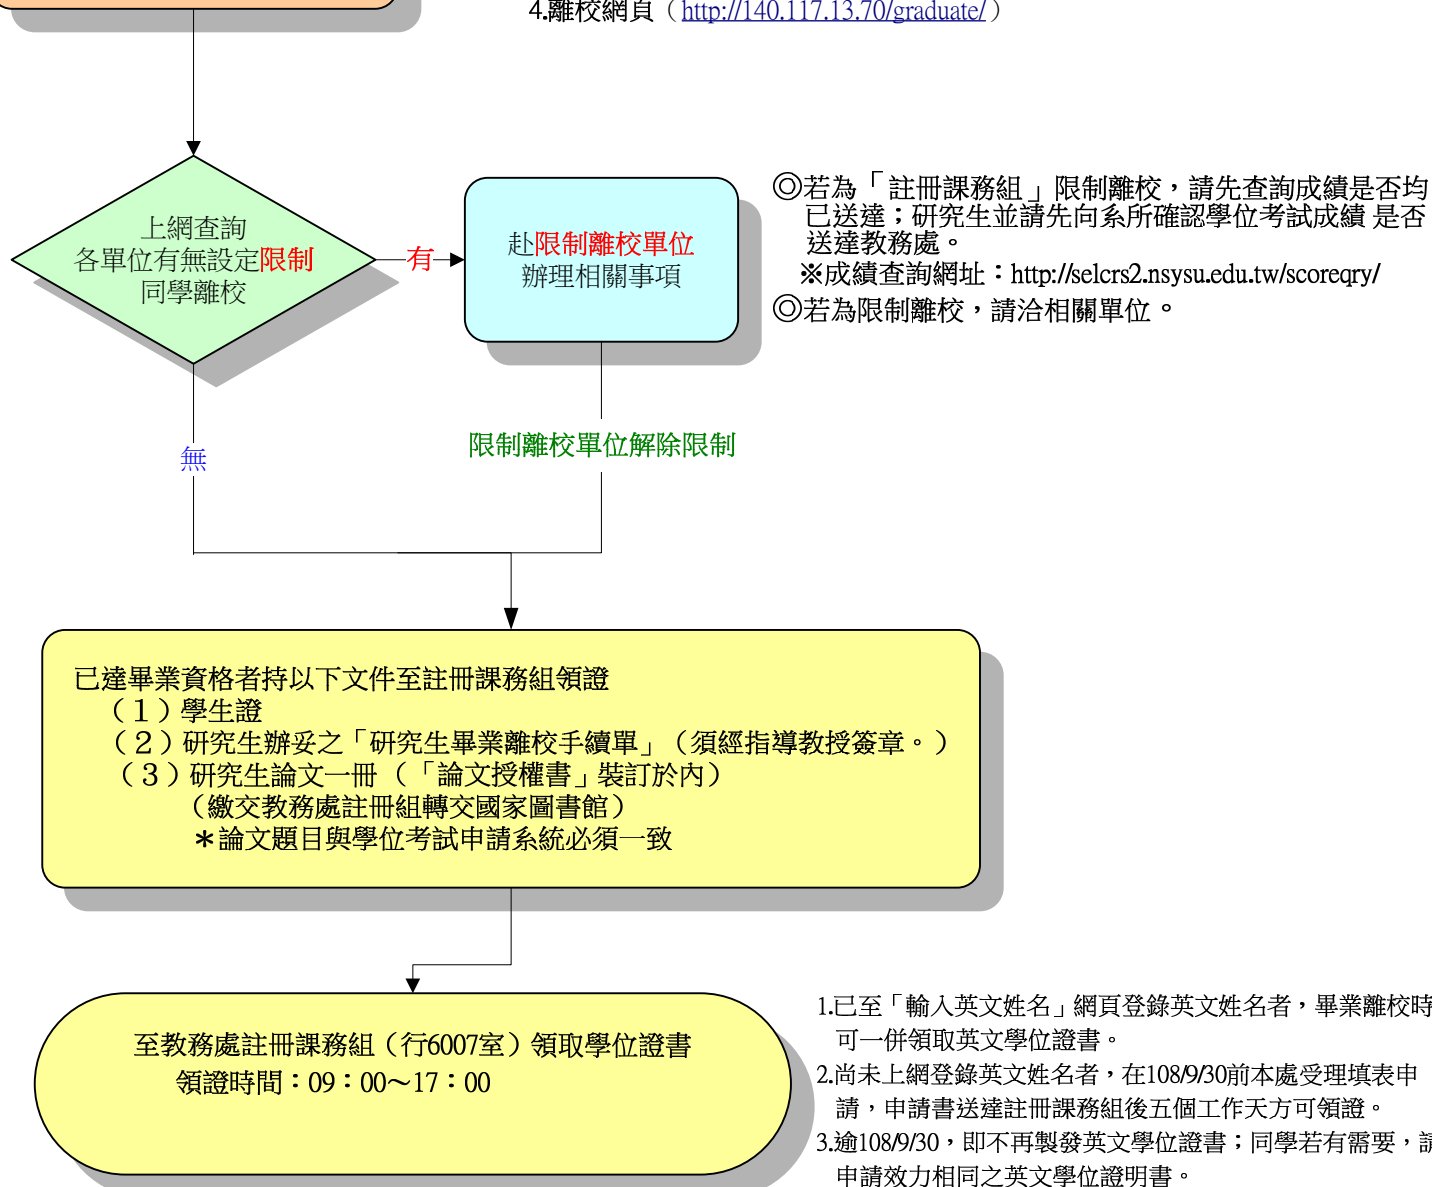 4.離校網頁（http://140.117.13.70/graduate/）
上網查詢
各單位有無設定限制
同學離校
有
赴限制離校單位
辦理相關事項
◎若為「註冊課務組」限制離校，請先查詢成績是否均
已送達；研究生並請先向系所確認學位考試成績 是否
送達教務處。
※成績查詢網址：http://selcrs2.nsysu.edu.tw/scoreqry/
◎若為限制離校，請洽相關單位。
無
限制離校單位解除限制
已達畢業資格者持以下文件至註冊課務組領證
（１）學生證
（２）研究生辦妥之「研究生畢業離校手續單」（須經指導教授簽章。）
（３）研究生論文一冊（「論文授權書」裝訂於內）
（繳交教務處註冊組轉交國家圖書館）
＊論文題目與學位考試申請系統必須一致
至教務處註冊課務組（行6007室）領取學位證書
領證時間：09：00～17：00
1.已至「輸入英文姓名」網頁登錄英文姓名者，畢業離校時
可一併領取英文學位證書。
2.尚未上網登錄英文姓名者，在108/9/30前本處受理填表申
請，申請書送達註冊課務組後五個工作天方可領證。
3.逾108/9/30，即不再製發英文學位證書；同學若有需要，請
申請效力相同之英文學位證明書。